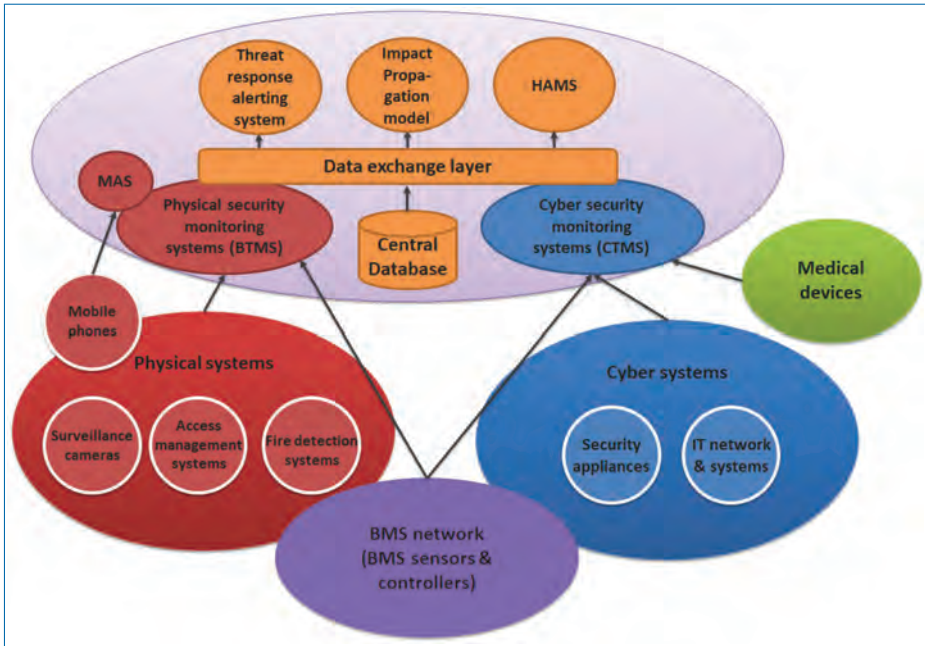 Threat
response
alerting
system
Impact
Propa-
gation
model
HAMS
Data exchange layer
MAS
Physical security
monitoring
systems (BTMS)
Central
Database
Cyber security
monitoring
systems (CTMS)
Medical
devices
Mobile
phones
Physical systems
Surveillance
cameras
Access
management
systems
Fire detection
systems
Cyber systems
Security
appliances
IT network
& systems
BMS network
(BMS sensors &
controllers)